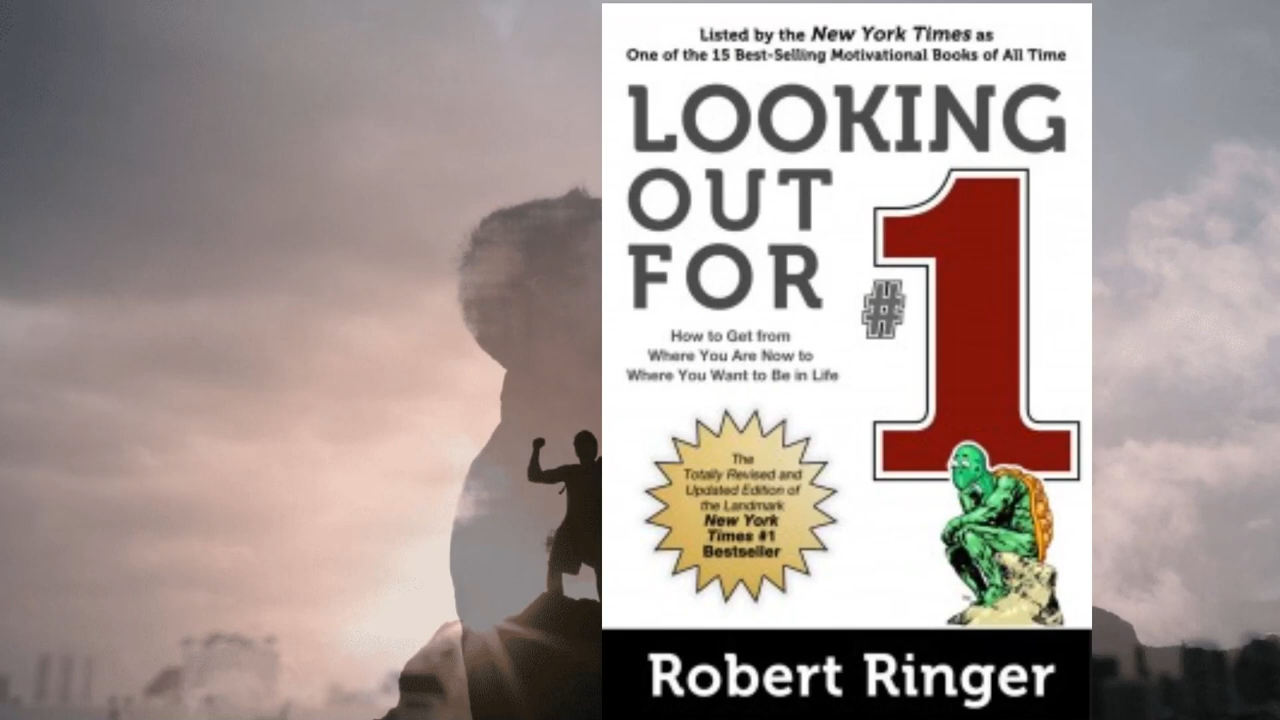 Listed by the New York Times as
One of the 15 Best-Selling Motivational Books of All Time
LOOKING
OUT
FOR
#1
How to Get from
Where You Are Now to
Where You Want to Be in Life
The
Totally Revised and
Updated Edition of
the Landmark
New York
Times #1
Bestseller
Robert Ringer